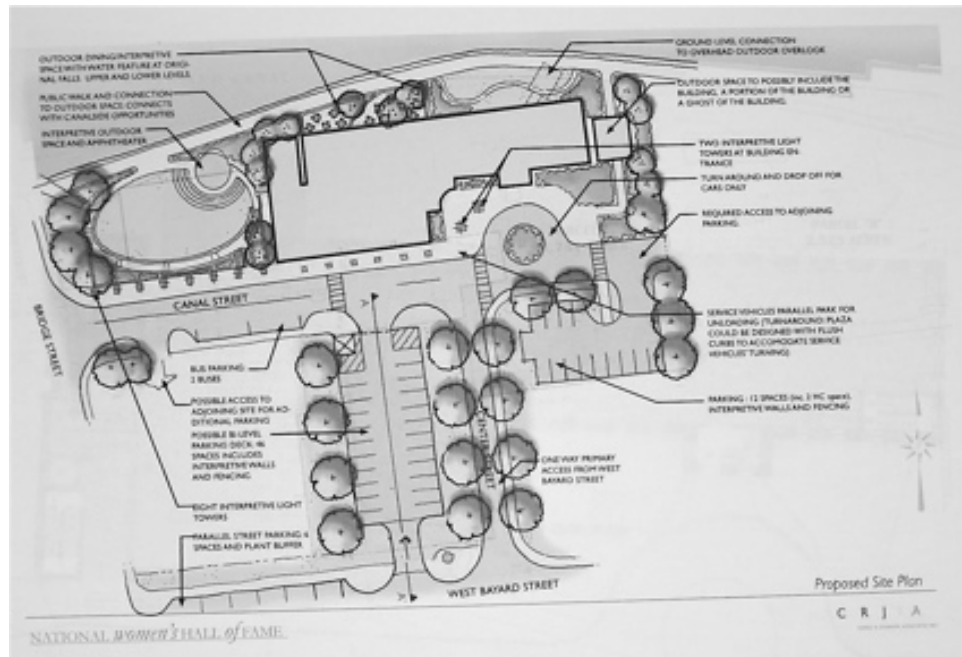 OUTDOOR DINING/INTERPRETIVE
SPACE WITH WATER FEATURE AT ORIGI-
NAL FALLS. UPPER AND LOWER LEVELS
PUBLIC WALK AND CONNECTION
TO OUTDOOR SPACE: CONNECTS
WITH CANALSIDE OPPORTUNITIES
INTERPRETIVE OUTDOOR
SPACE AND AMPHITHEATER
GROUND LEVEL CONNECTION
TO OVERHEAD OUTDOOR OVERLOOK
OUTDOOR SPACE TO POSSIBLY INCLUDE THE
BUILDING, A PORTION OF THE BUILDING OR
A GHOST OF THE BUILDING.
TWO INTERPRETIVE LIGHT
TOWERS AT BUILDING EN-
TRANCE
TURN AROUND AND DROP OFF FOR
CARS ONLY
REQUIRED ACCESS TO ADJOINING
PARKING
SERVICE VEHICLES PARALLEL PARK FOR
UNLOADING (TURNAROUND/PLAZA
COULD BE DESIGNED WITH FLUSH
CURBS TO ACCOMODATE SERVICE
VEHICLES' TURNING)
PARKING - 12 SPACES (inc. 2 HC space),
INTERPRETIVE WALLS AND FENCING
CANAL STREET
BRIDGE STREET
BUS PARKING
2 BUSES
POSSIBLE ACCESS TO
ADJOINING SITE FOR AD-
DITIONAL PARKING
POSSIBLE BI-LEVEL
PARKING DECK. 46
SPACES INCLUDES
INTERPRETIVE WALLS
AND FENCING
EIGHT INTERPRETIVE LIGHT
TOWERS
PARALLEL STREET PARKING 6
SPACES AND PLANT BUFFER
CENTER STREET
ONE WAY PRIMARY
ACCESS FROM WEST
BAYARD STREET
WEST BAYARD STREET
A
A
Proposed Site Plan
C R J A
NATIONAL women's HALL of FAME